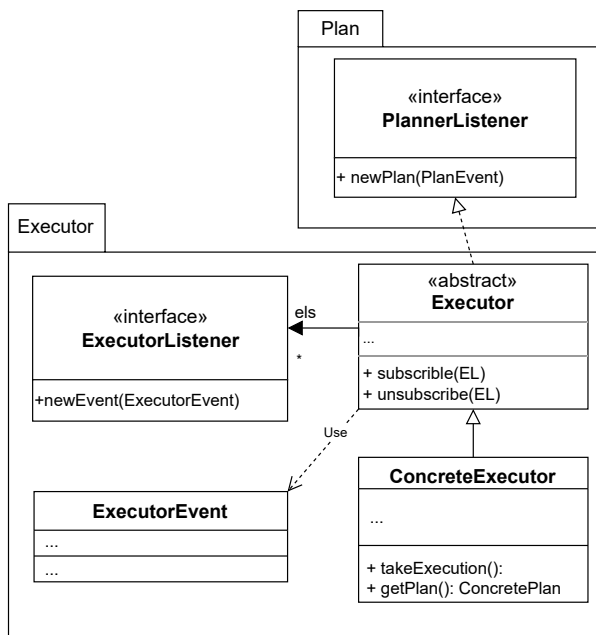 Plan
«interface»
PlannerListener
+ newPlan(PlanEvent)
Executor
«interface»
ExecutorListener
+newEvent(ExecutorEvent)
els
*
«abstract»
Executor
...
+ subscrible(EL)
+ unsubscribe(EL)
Use
ExecutorEvent
...
...
ConcreteExecutor
...
+ takeExecution():
+ getPlan(): ConcretePlan